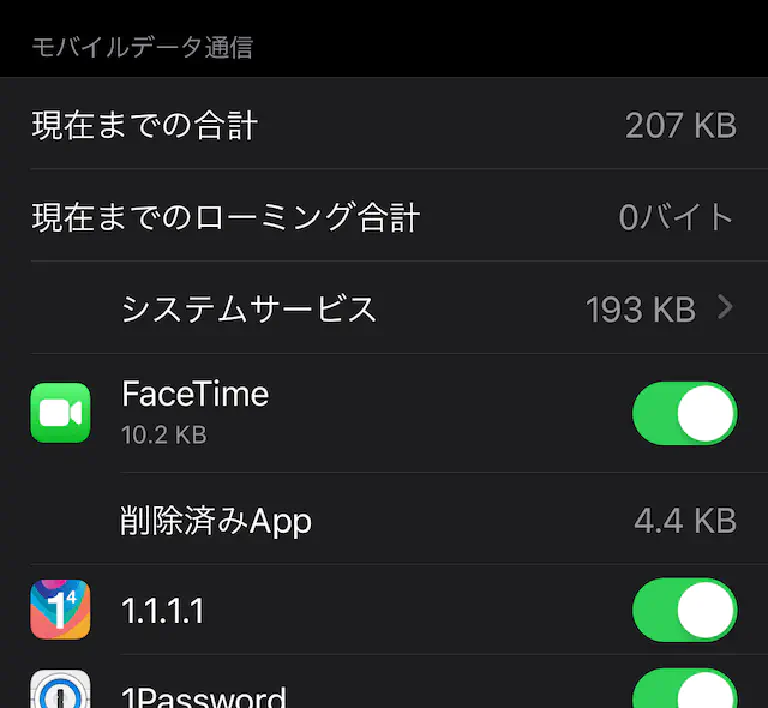 モバイルデータ通信
現在までの合計 207 KB
現在までのローミング合計 0バイト
システムサービス 193 KB
FaceTime
10.2 KB
削除済みApp 4.4 KB
1.1.1.1
1Password